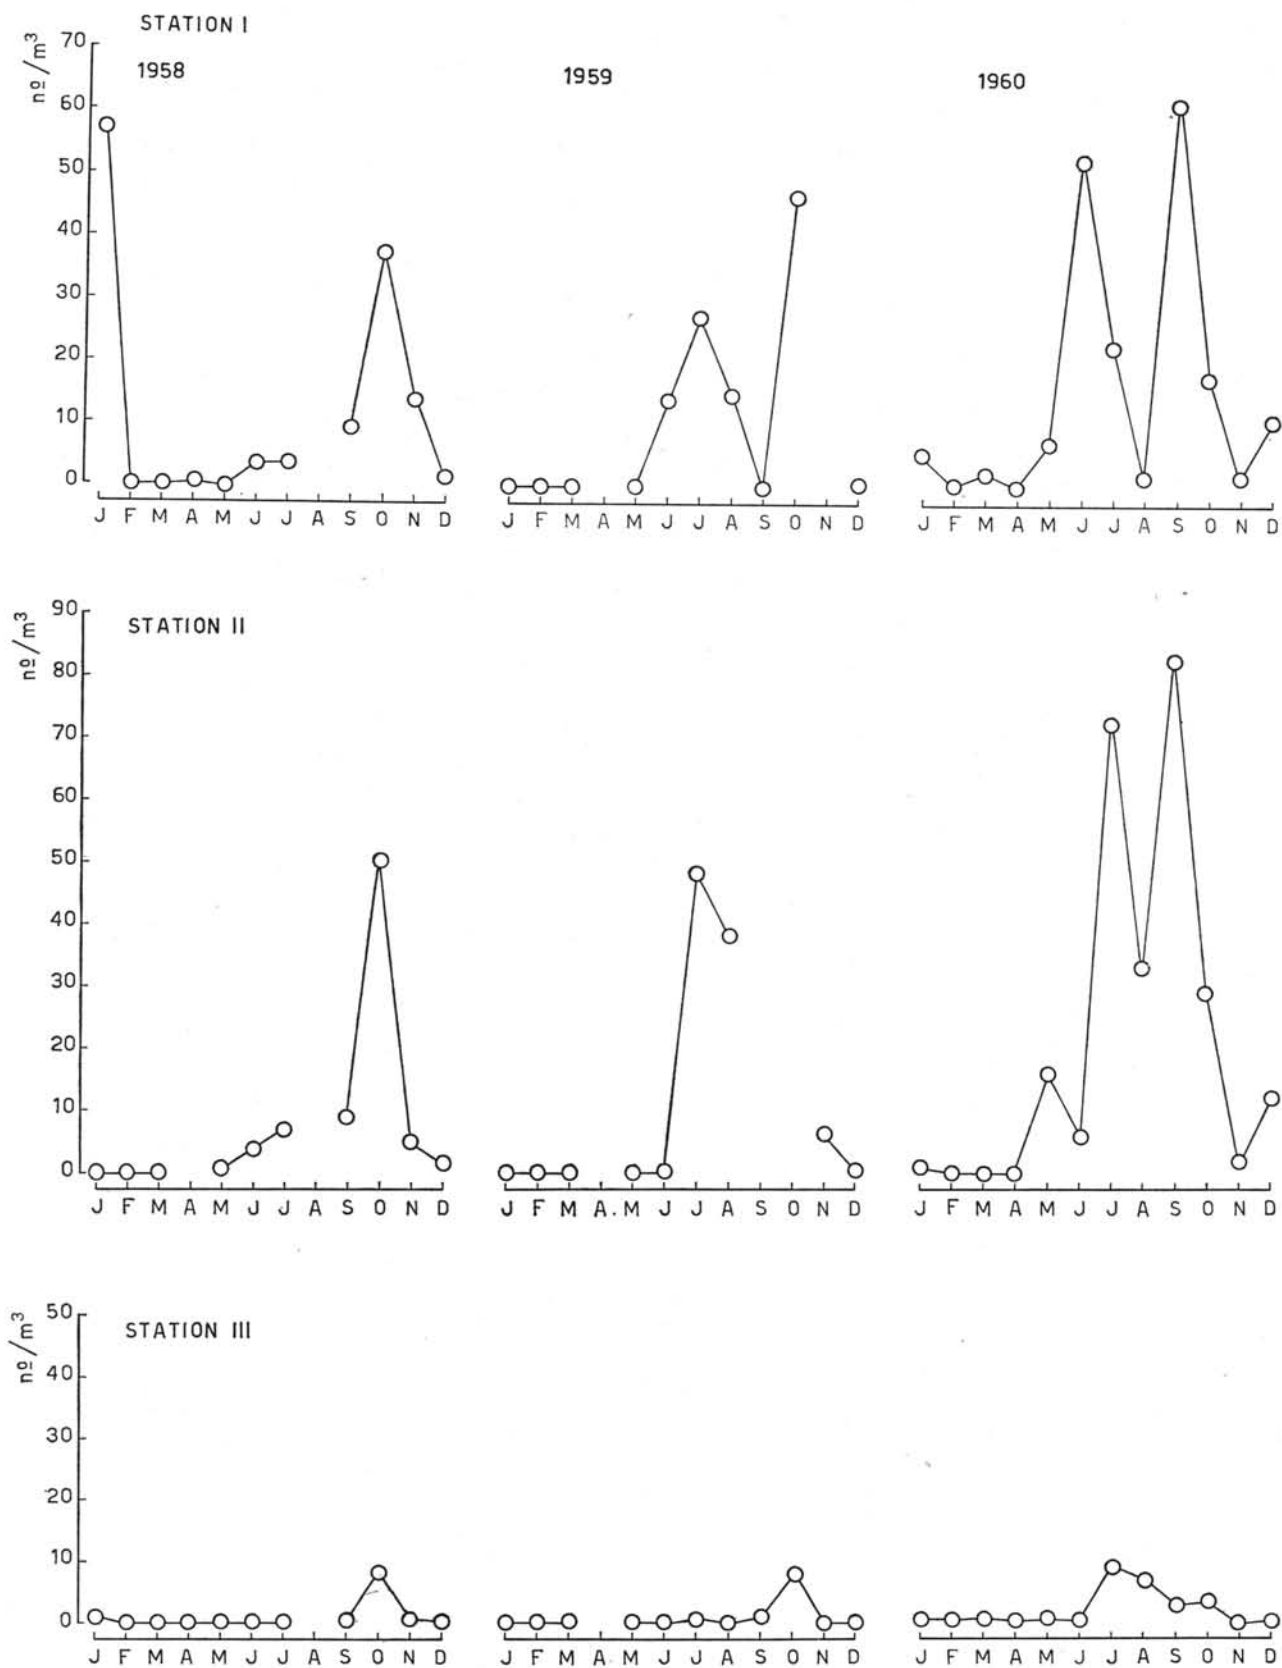 STATION I
nº/m³
1958
1959
1960
70
60
50
40
30
20
10
0
J F M A M J J A S O N D
J F M A M J J A S O N D
J F M A M J J A S O N D
STATION II
nº/m³
90
80
70
60
50
40
30
20
10
0
J F M A M J J A S O N D
J F M A. M J J A S O N D
J F M A M J J A S O N D
STATION III
nº/m³
50
40
30
20
10
0
J F M A M J J A S O N D
J F M A M J J A S O N D
J F M A M J J A S O N D